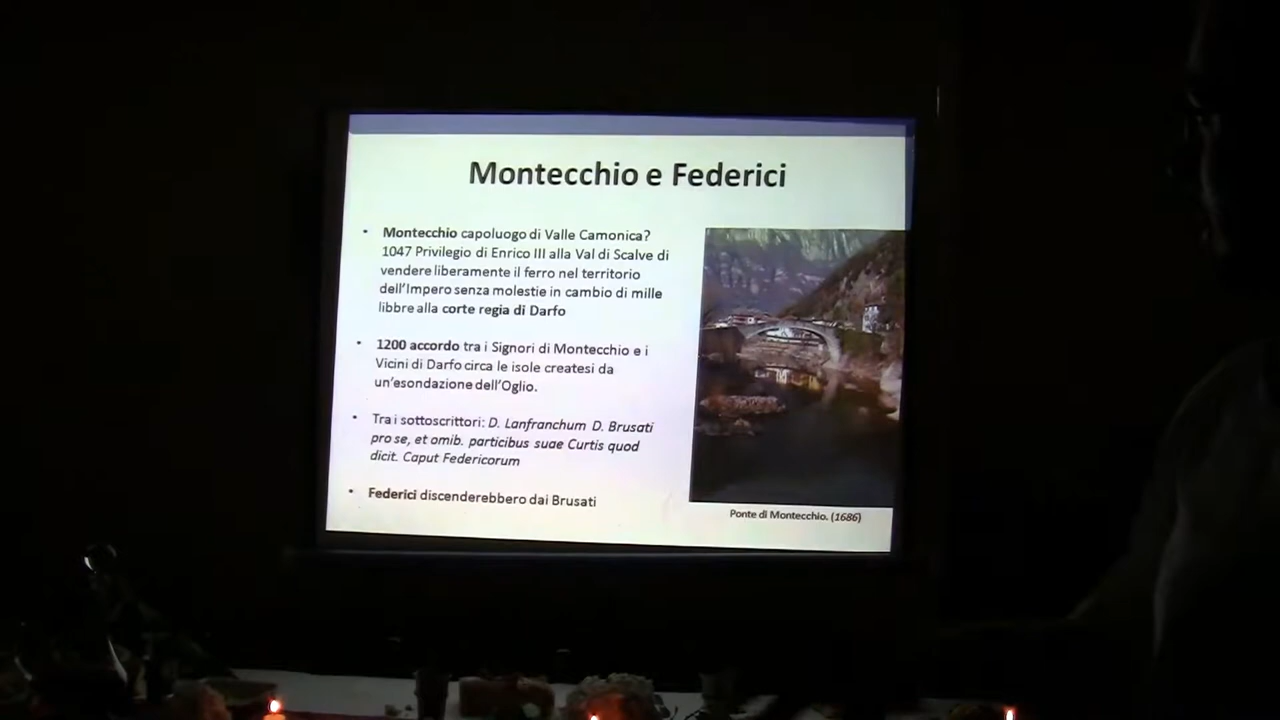 Montecchio e Federici
• Montecchio capoluogo di Valle Camonica?
1047 Privilegio di Enrico III alla Val di Scalve di
vendere liberamente il ferro nel territorio
dell'Impero senza molestie in cambio di mille
libbre alla corte regia di Darfo
• 1200 accordo tra i Signori di Montecchio e i
Vicini di Darfo circa le isole createsi da
un'esondazione dell'Oglio.
• Tra i sottoscrittori: D. Lanfranchum D. Brusati
pro se, et omib. participus suae Curtis quod
dicit. Caput Federicorum
• Federici discenderebbero dai Brusati
Ponte di Montecchio. (1686)